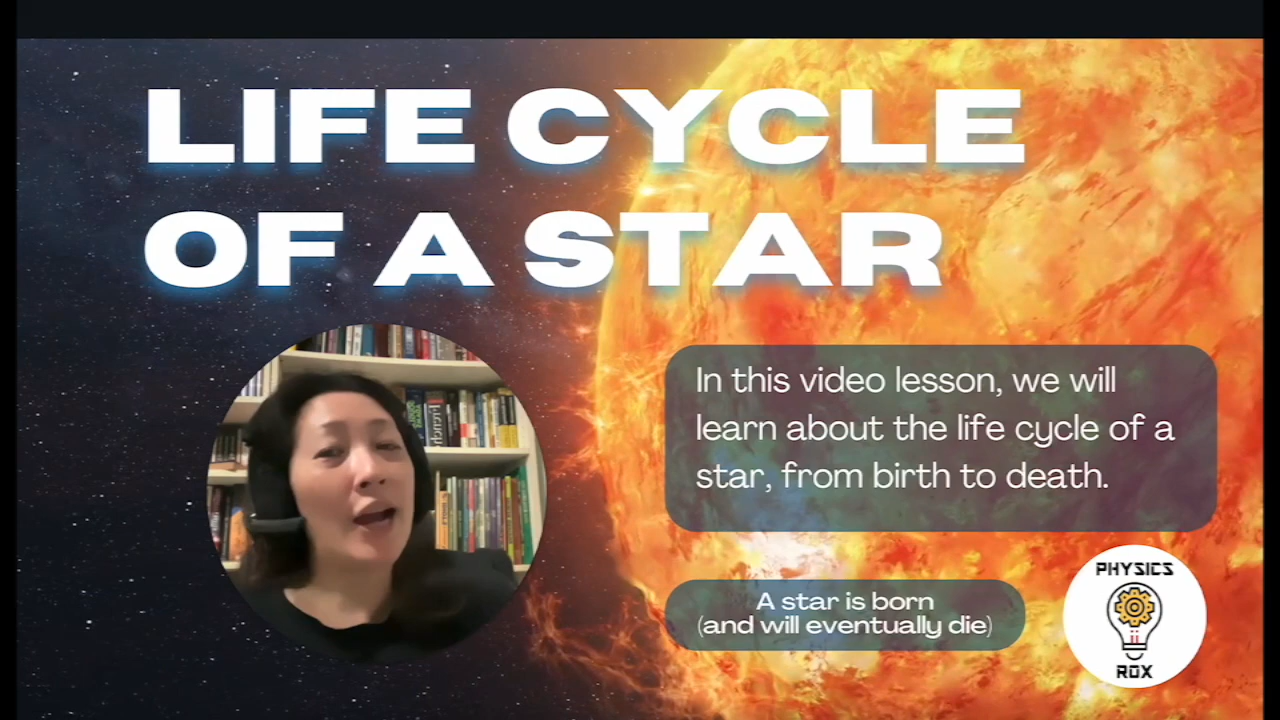 LIFE CYCLE
OF A STAR
In this video lesson, we will
learn about the life cycle of a
star, from birth to death.
A star is born
(and will eventually die)
PHYSICS
ROX
French